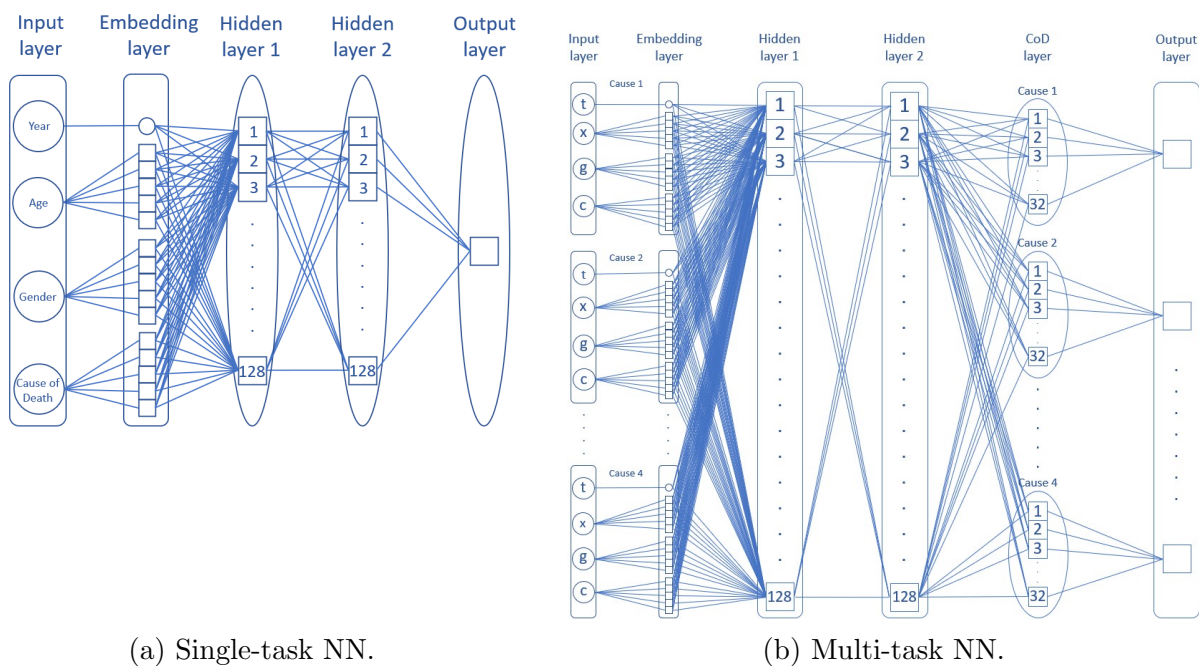 Input layer
Embedding layer
Hidden layer 1
Hidden layer 2
Output layer
Year
Age
Gender
Cause of Death
1
2
3
128
1
2
3
128
(a) Single-task NN.
Input layer
Embedding layer
Hidden layer 1
Hidden layer 2
CoD layer
Output layer
Cause 1
t
x
g
c
Cause 2
t
x
g
c
Cause 4
t
x
g
c
1
2
3
128
1
2
3
128
Cause 1
1
2
3
32
Cause 2
1
2
3
32
Cause 4
1
2
3
32
(b) Multi-task NN.